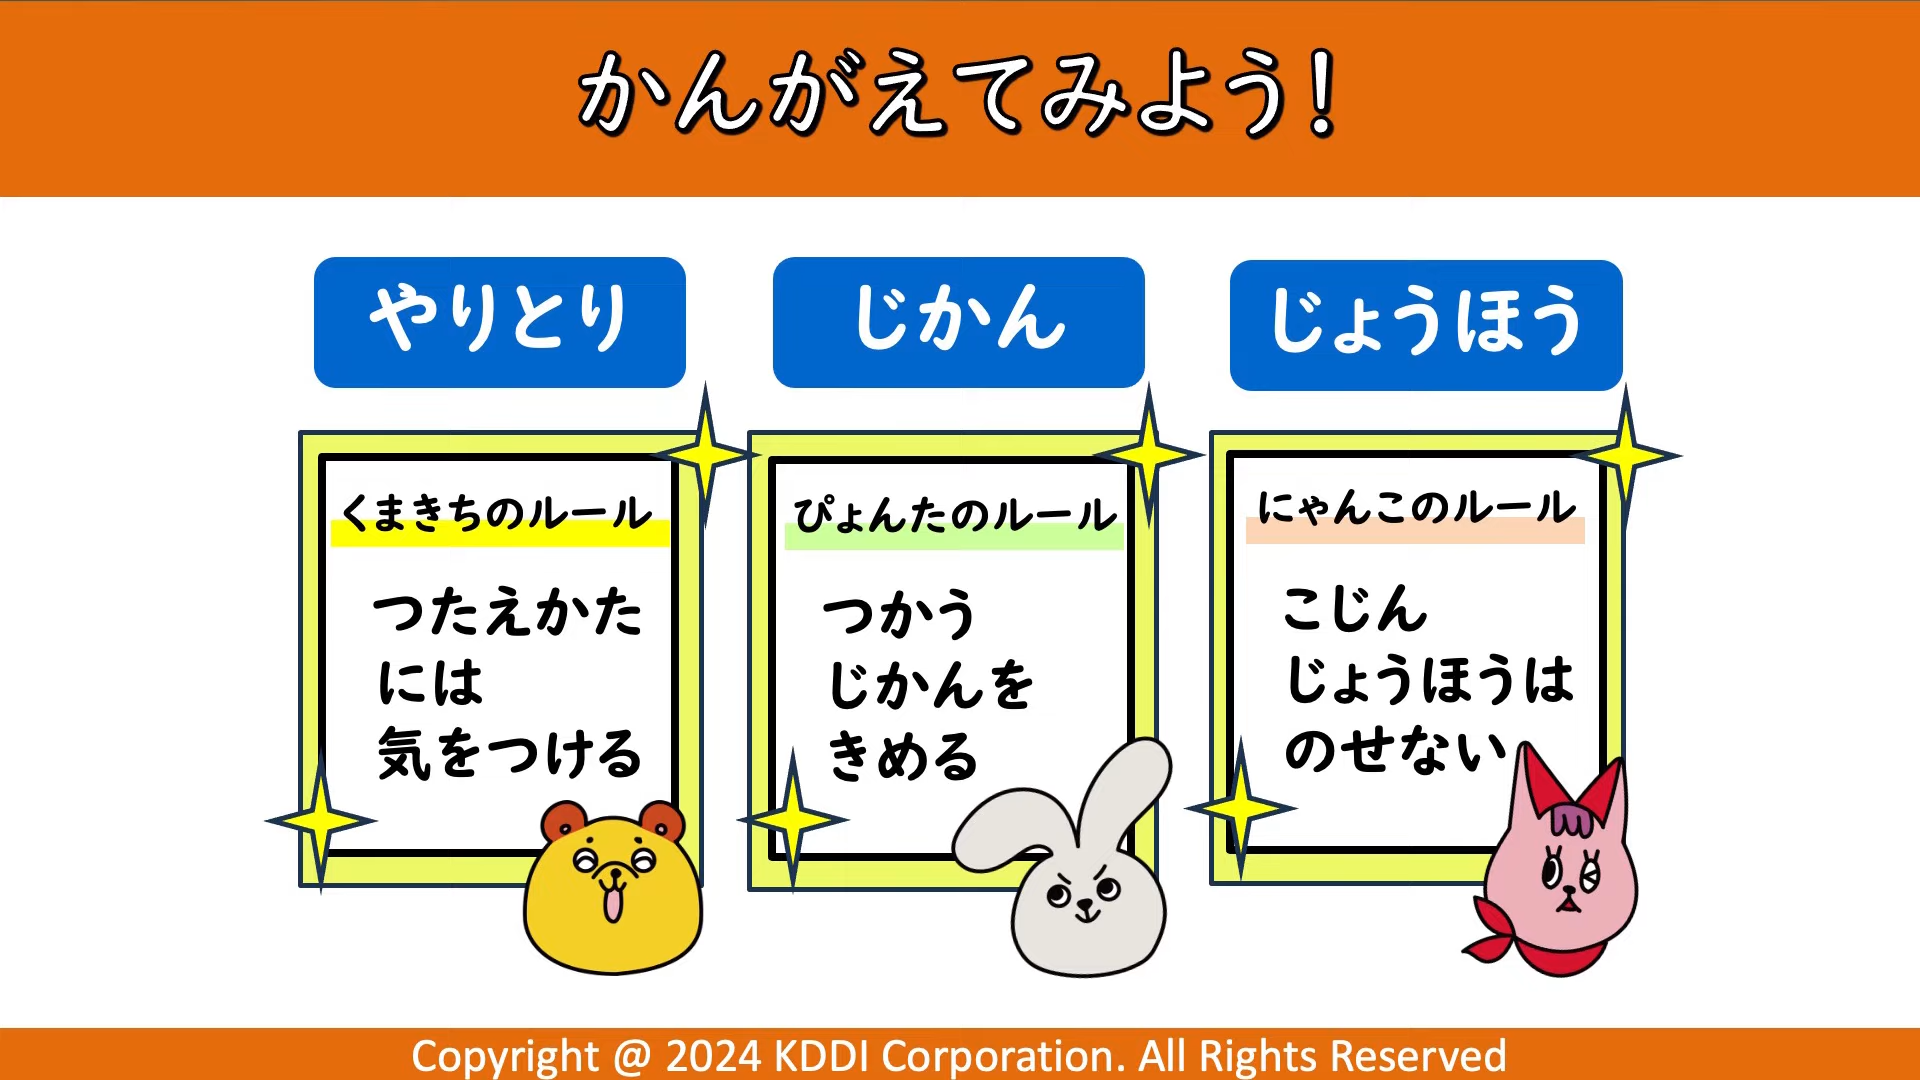 かんがえてみよう!
やりとり
くまきちのルール
つたえかた
には
気をつける
じかん
ぴょんたのルール
つかう
じかんを
きめる
じょうほう
にゃんこのルール
こじん
じょうほうは
のせない
Copyright @ 2024 KDDI Corporation. All Rights Reserved